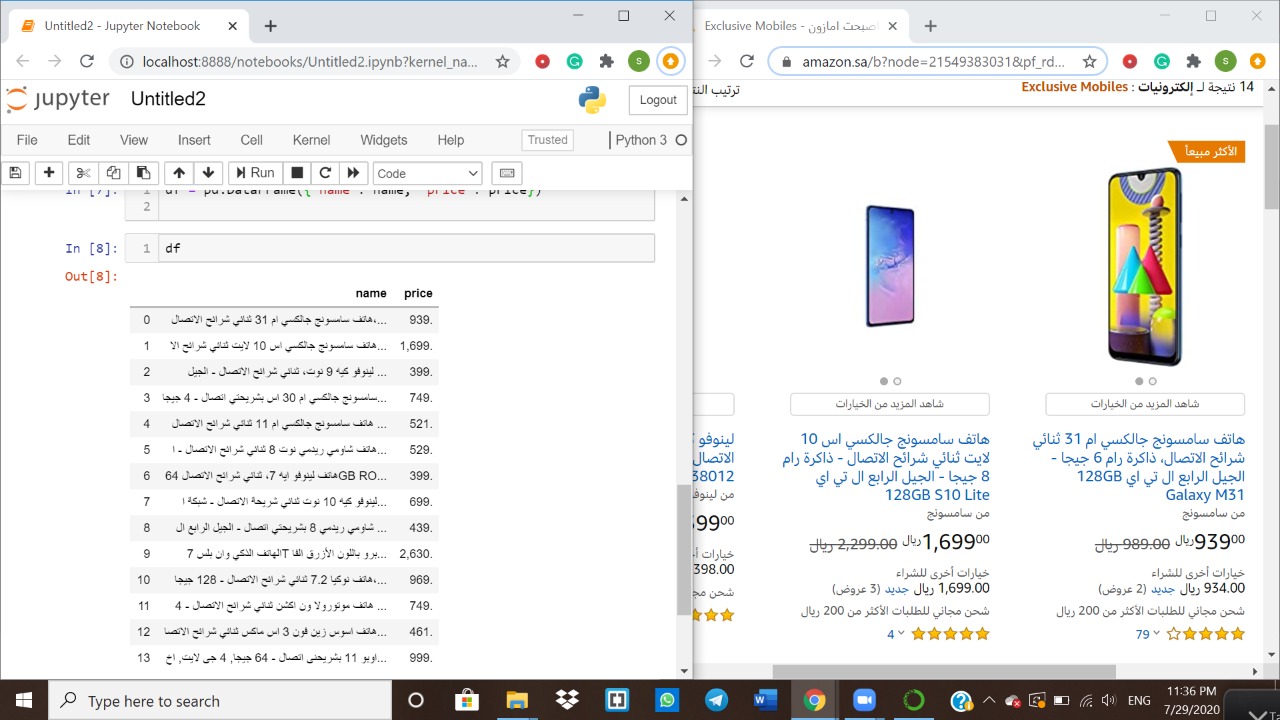 Untitled2 - Jupyter Notebook
localhost:8888/notebooks/Untitled2.ipynb?kernel_na...
S
jupyter Untitled2
Logout
File Edit View Insert Cell Kernel Widgets Help
Trusted
Python 3
Run
Code
In [7]: 1 df = pd.DataFrame({'name': name, 'price': price})
2
In [8]: 1 df
Out[8]:
name price
0 هاتف سامسونج جالكسي ام 31 ثنائي شرائح الاتصال،... 939.
1 هاتف سامسونج جالكسي اس 10 لايت ثنائي شرائح الا... 1,699.
2 لينوفو كيه 9 نوت، ثنائي شرائح الاتصال - الجيل ... 399.
3 سامسونج جالكسي ام 30 اس بشريحتي اتصال - 4 جيجا... 749.
4 هاتف سامسونج جالكسي ام 11 ثنائي شرائح الاتصال ... 521.
5 هاتف شاومي ريدمي نوت 8 ثنائي شرائح الاتصال - ا... 529.
6 هاتف لينوفو ايه 7، ثنائي شرائح الاتصال 64GB RO... 399.
7 لينوفو كيه 10 نوت ثنائي شريحة الاتصال - شبكة ا... 699.
8 شاومي ريدمي 8 بشريحتي اتصال - الجيل الرابع ال ... 439.
9 الهاتف الذكي وان بلس 7T برو باللون الأزرق الفا... 2,630.
10 هاتف نوكيا 7.2 ثنائي شرائح الاتصال - 128 جيجا،... 969.
11 هاتف موتورولا ون اكشن ثنائي شرائح الاتصال - 4 ... 749.
12 هاتف اسوس زين فون 3 اس ماكس ثنائي شرائح الاتصا... 461.
13 اوبو 11 بشريحتي اتصال - 64 جيجا, 4 جى لايت, اخ... 999.
Exclusive Mobiles - اصبحت امازون
amazon.sa/b?node=21549383031&pf_rd...
S
14 نتيجة لـ إلكترونيات : Exclusive Mobiles
ترتيب
الأكثر مبيعاً
شاهد المزيد من الخيارات
هاتف سامسونج جالكسي ام 31 ثنائي
شرائح الاتصال، ذاكرة رام 6 جيجا -
الجيل الرابع ال تي اي 128GB
Galaxy M31
من سامسونج
939.00 ريال 989.00 ريال
خيارات أخرى للشراء
934.00 ريال جديد (2 عروض)
شحن مجاني للطلبات الأكثر من 200 ريال
79
شاهد المزيد من الخيارات
هاتف سامسونج جالكسي اس 10
لايت ثنائي شرائح الاتصال - ذاكرة رام
8 جيجا - الجيل الرابع ال تي اي
128GB S10 Lite
من سامسونج
1,699.00 ريال 2,299.00 ريال
خيارات أخرى للشراء
1,699.00 ريال جديد (3 عروض)
شحن مجاني للطلبات الأكثر من 200 ريال
4
لينوفو
الاتصال
38012
من
99.00
خيارات
398.00
شحن
Type here to search
ENG
11:36 PM
7/29/2020